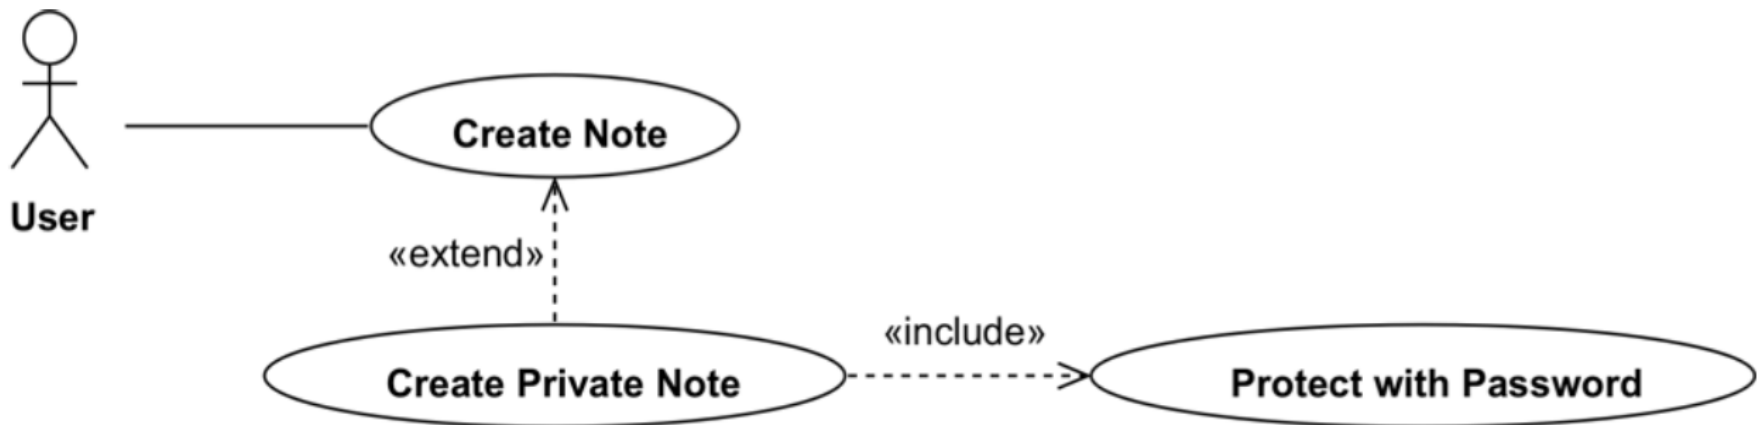 Create Note
User
«extend»
«include»
Create Private Note
Protect with Password